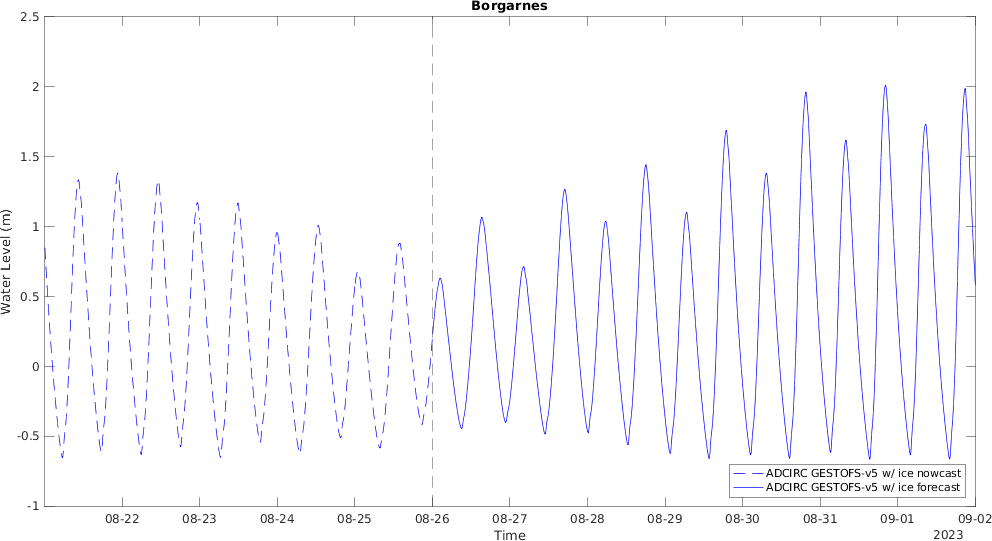 Borgarnes
2.5
2
1.5
1
0.5
0
-0.5
-1
Water Level (m)
ADCIRC GESTOFS-v5 w/ ice nowcast
ADCIRC GESTOFS-v5 w/ ice forecast
08-22 08-23 08-24 08-25 08-26 08-27 08-28 08-29 08-30 08-31 09-01 09-02
Time
2023